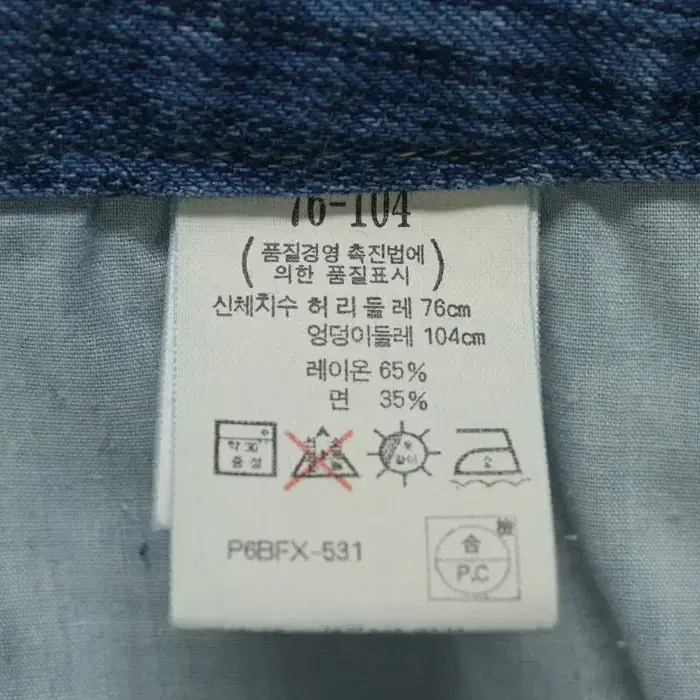 76-104
(품질경영 촉진법에
의한 품질표시)
신체치수 허리둘레 76cm
엉덩이둘레 104cm
레이온 65%
면 35%
약 30°
중성
P6BFX-531
檢
合
P.C